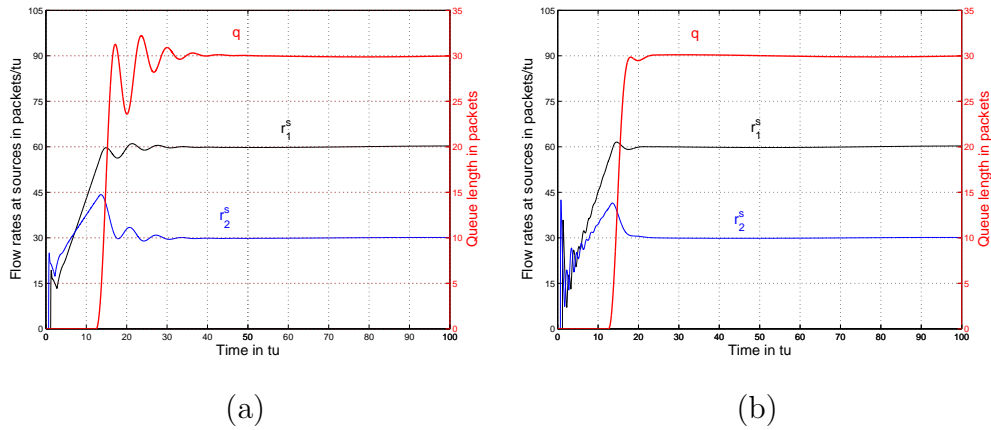 105
90
75
60
45
30
15
0
Flow rates at sources in packets/tu
0 10 20 30 40 50 60 70 80 90 100
Time in tu
35
30
25
20
15
10
5
0
Queue length in packets
q
r₁ˢ
r₂ˢ
(a)
105
90
75
60
45
30
15
0
Flow rates at sources in packets/tu
0 10 20 30 40 50 60 70 80 90 100
Time in tu
35
30
25
20
15
10
5
0
Queue length in packets
q
r₁ˢ
r₂ˢ
(b)